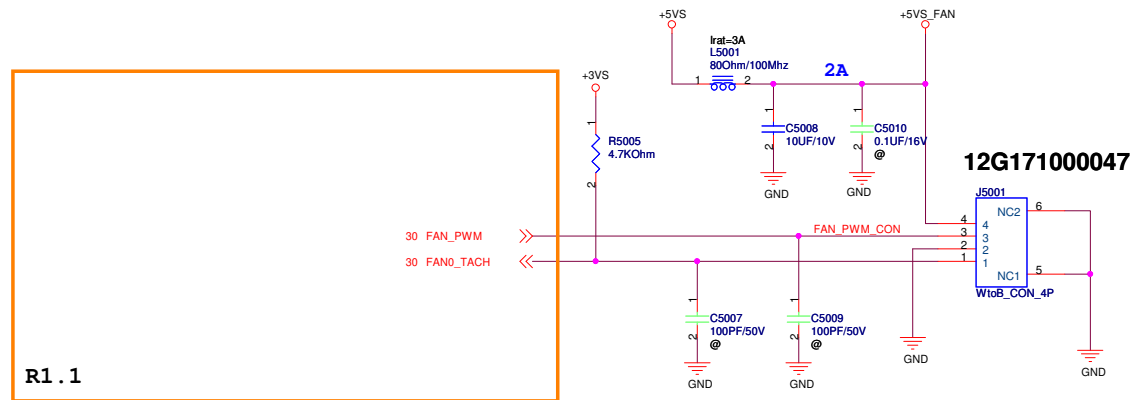 +5VS
+5VS_FAN
Irat=3A
L5001
80Ohm/100Mhz
1
2
2A
+3VS
1
R5005
4.7KOhm
2
1
C5008
10UF/10V
2
GND
1
C5010
0.1UF/16V
@
2
GND
12G171000047
J5001
NC2
6
4
4
3
3
2
2
1
1
NC1
5
WtoB_CON_4P
30 FAN_PWM
FAN_PWM_CON
30 FAN0_TACH
1
C5007
100PF/50V
@
2
GND
1
C5009
100PF/50V
@
2
GND
GND
GND
R1.1